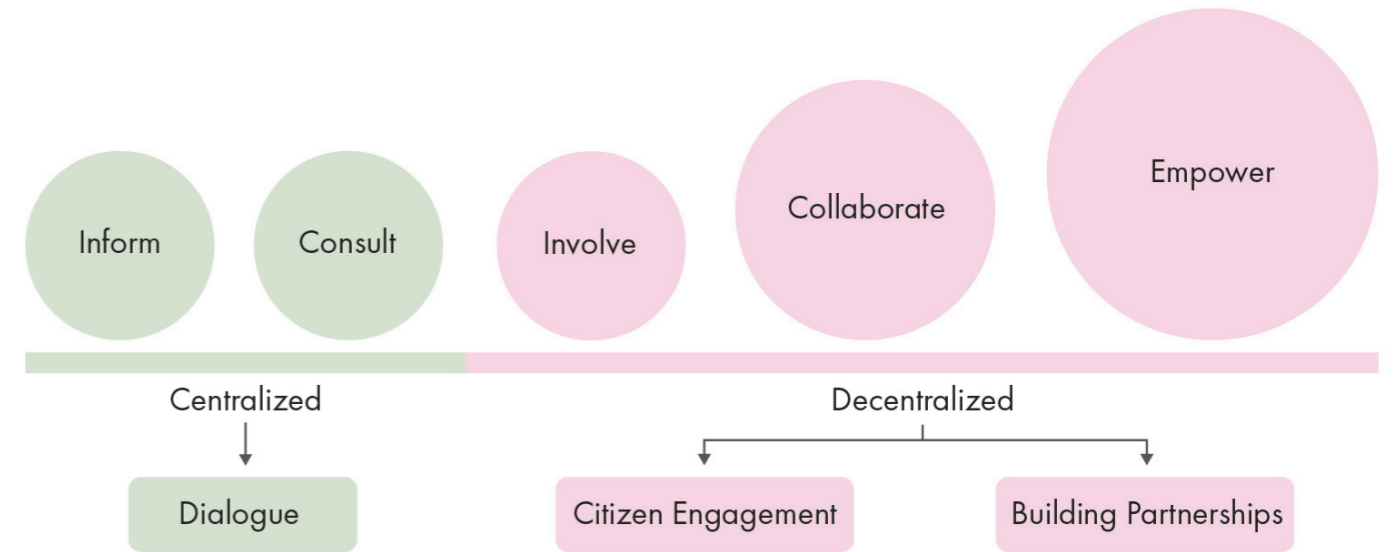 Inform
Consult
Involve
Collaborate
Empower
Centralized
Decentralized
Dialogue
Citizen Engagement
Building Partnerships